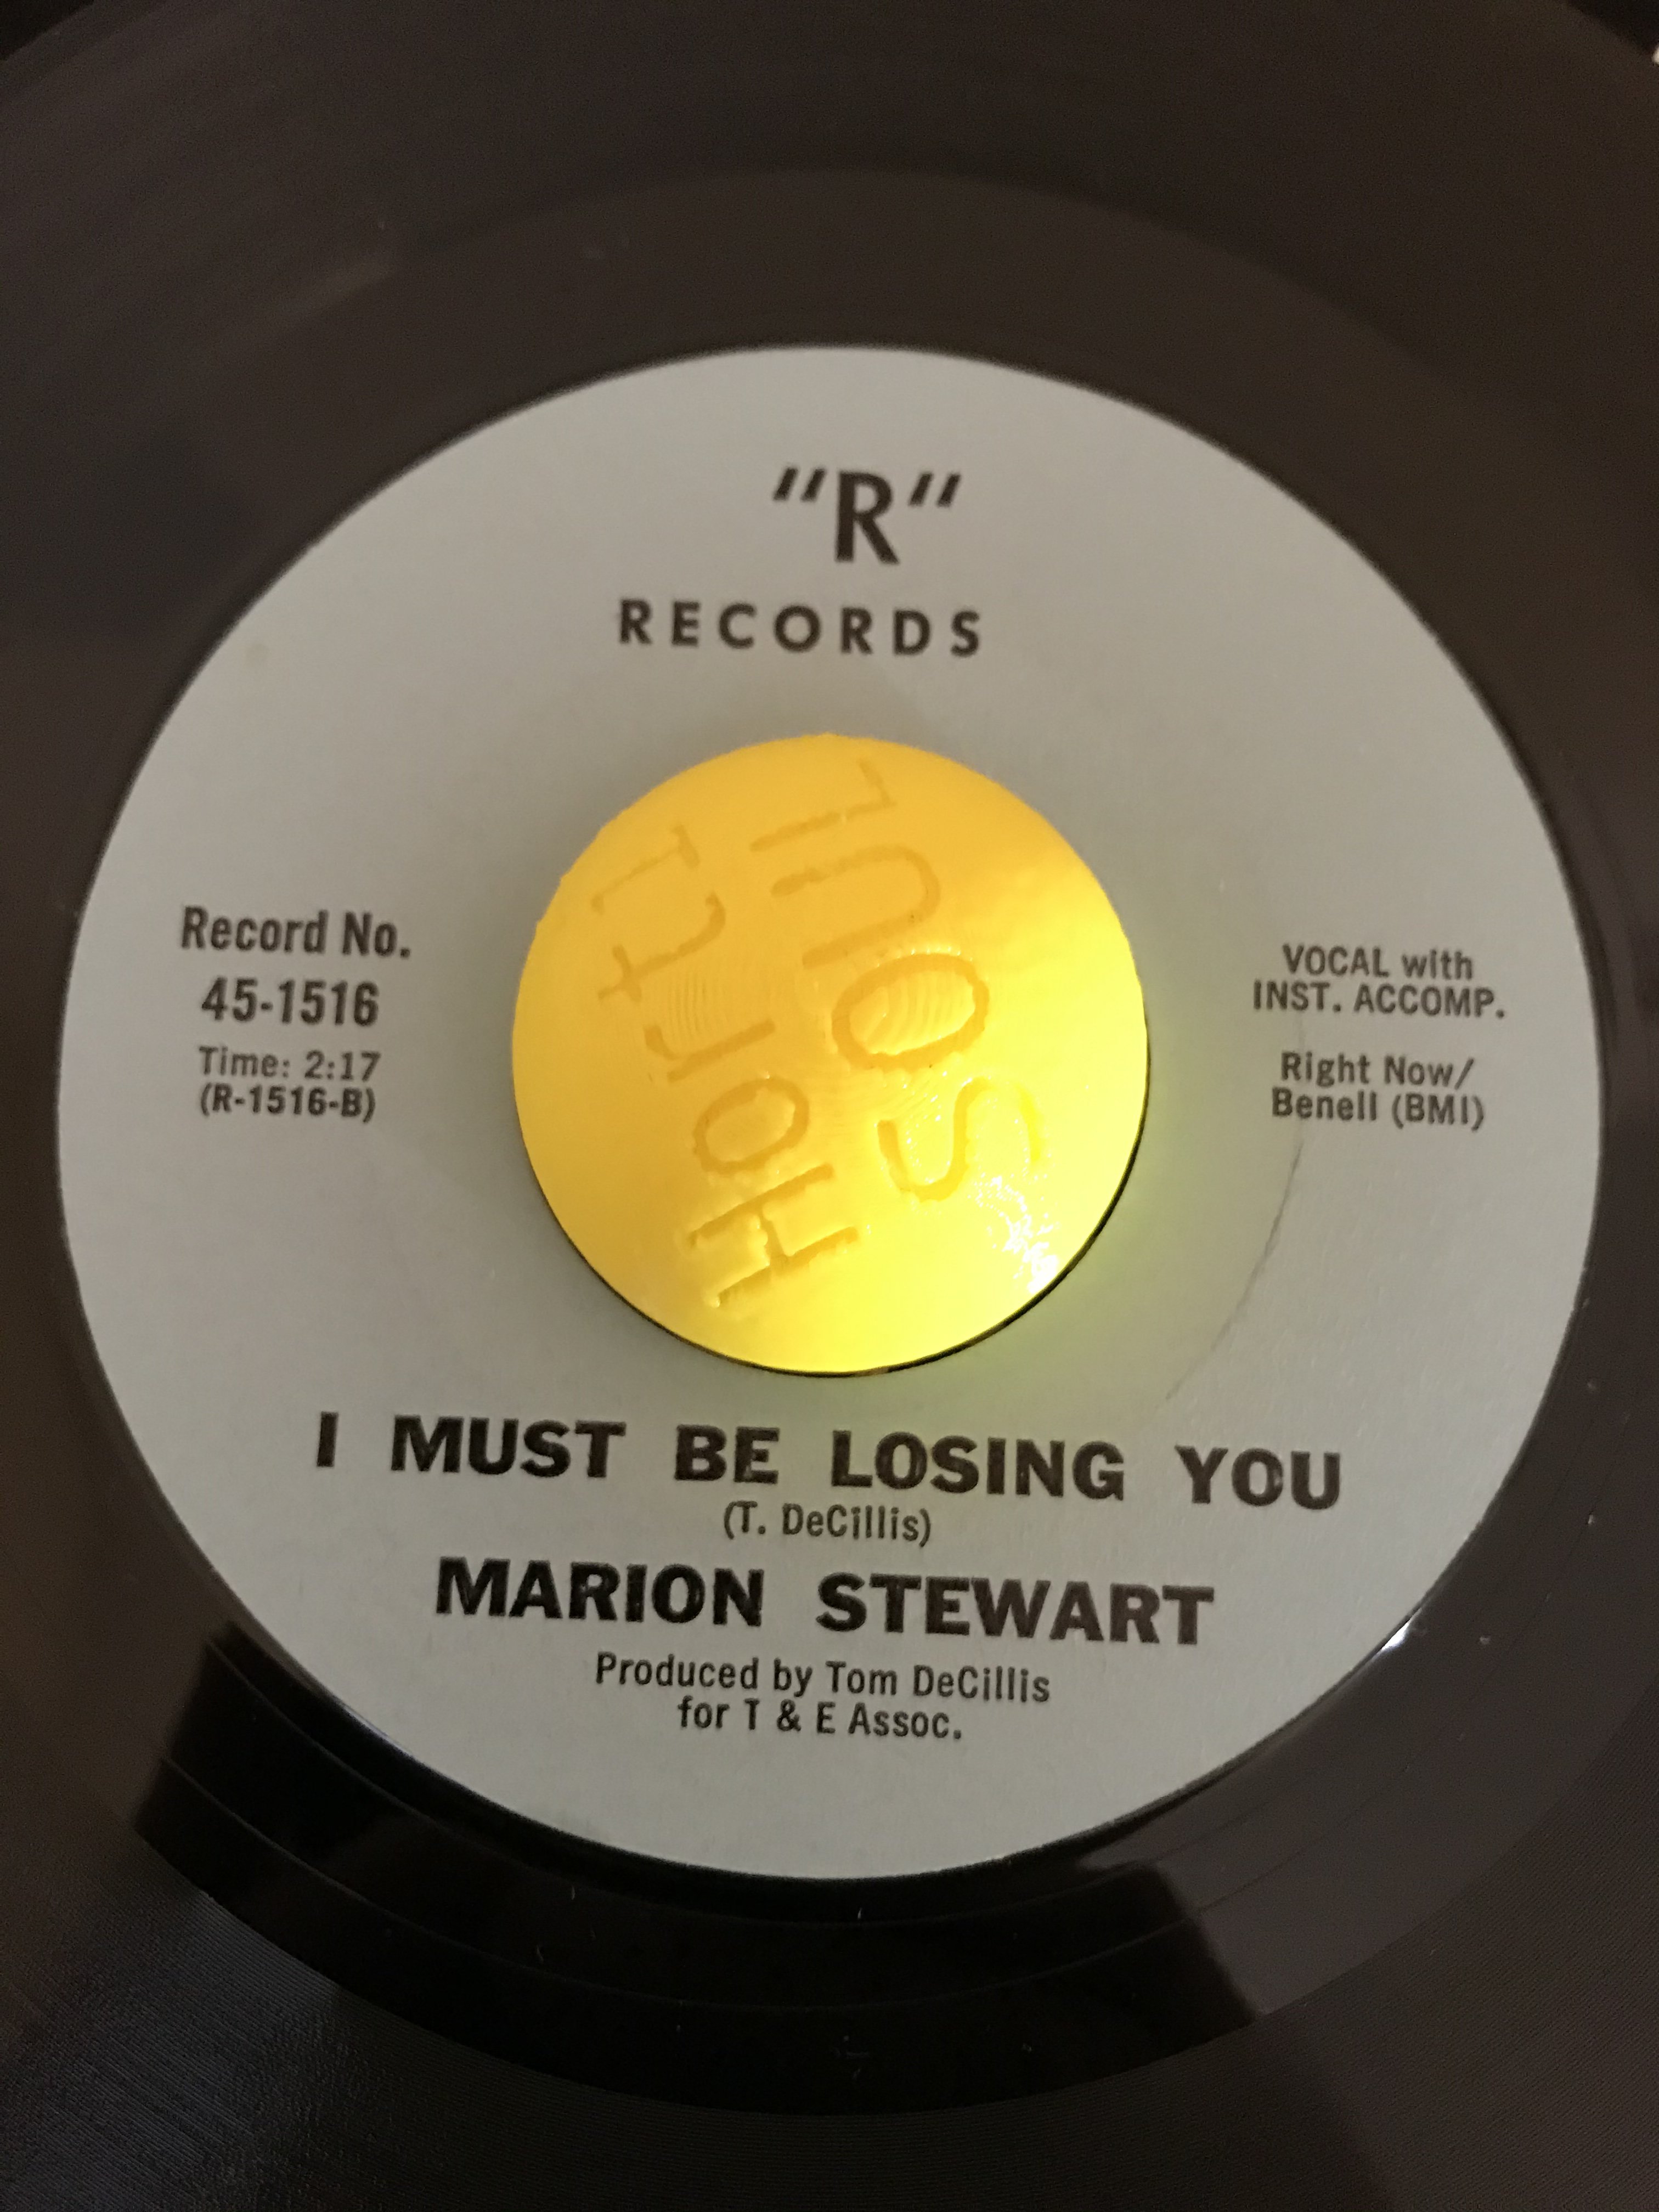 "R"
RECORDS
Record No.
45-1516
Time: 2:17
(R-1516-B)
SOUL
VOCAL with
INST. ACCOMP.
Right Now/
Benell (BMI)
I MUST BE LOSING YOU
(T. DeCillis)
MARION STEWART
Produced by Tom DeCillis
for T & E Assoc.